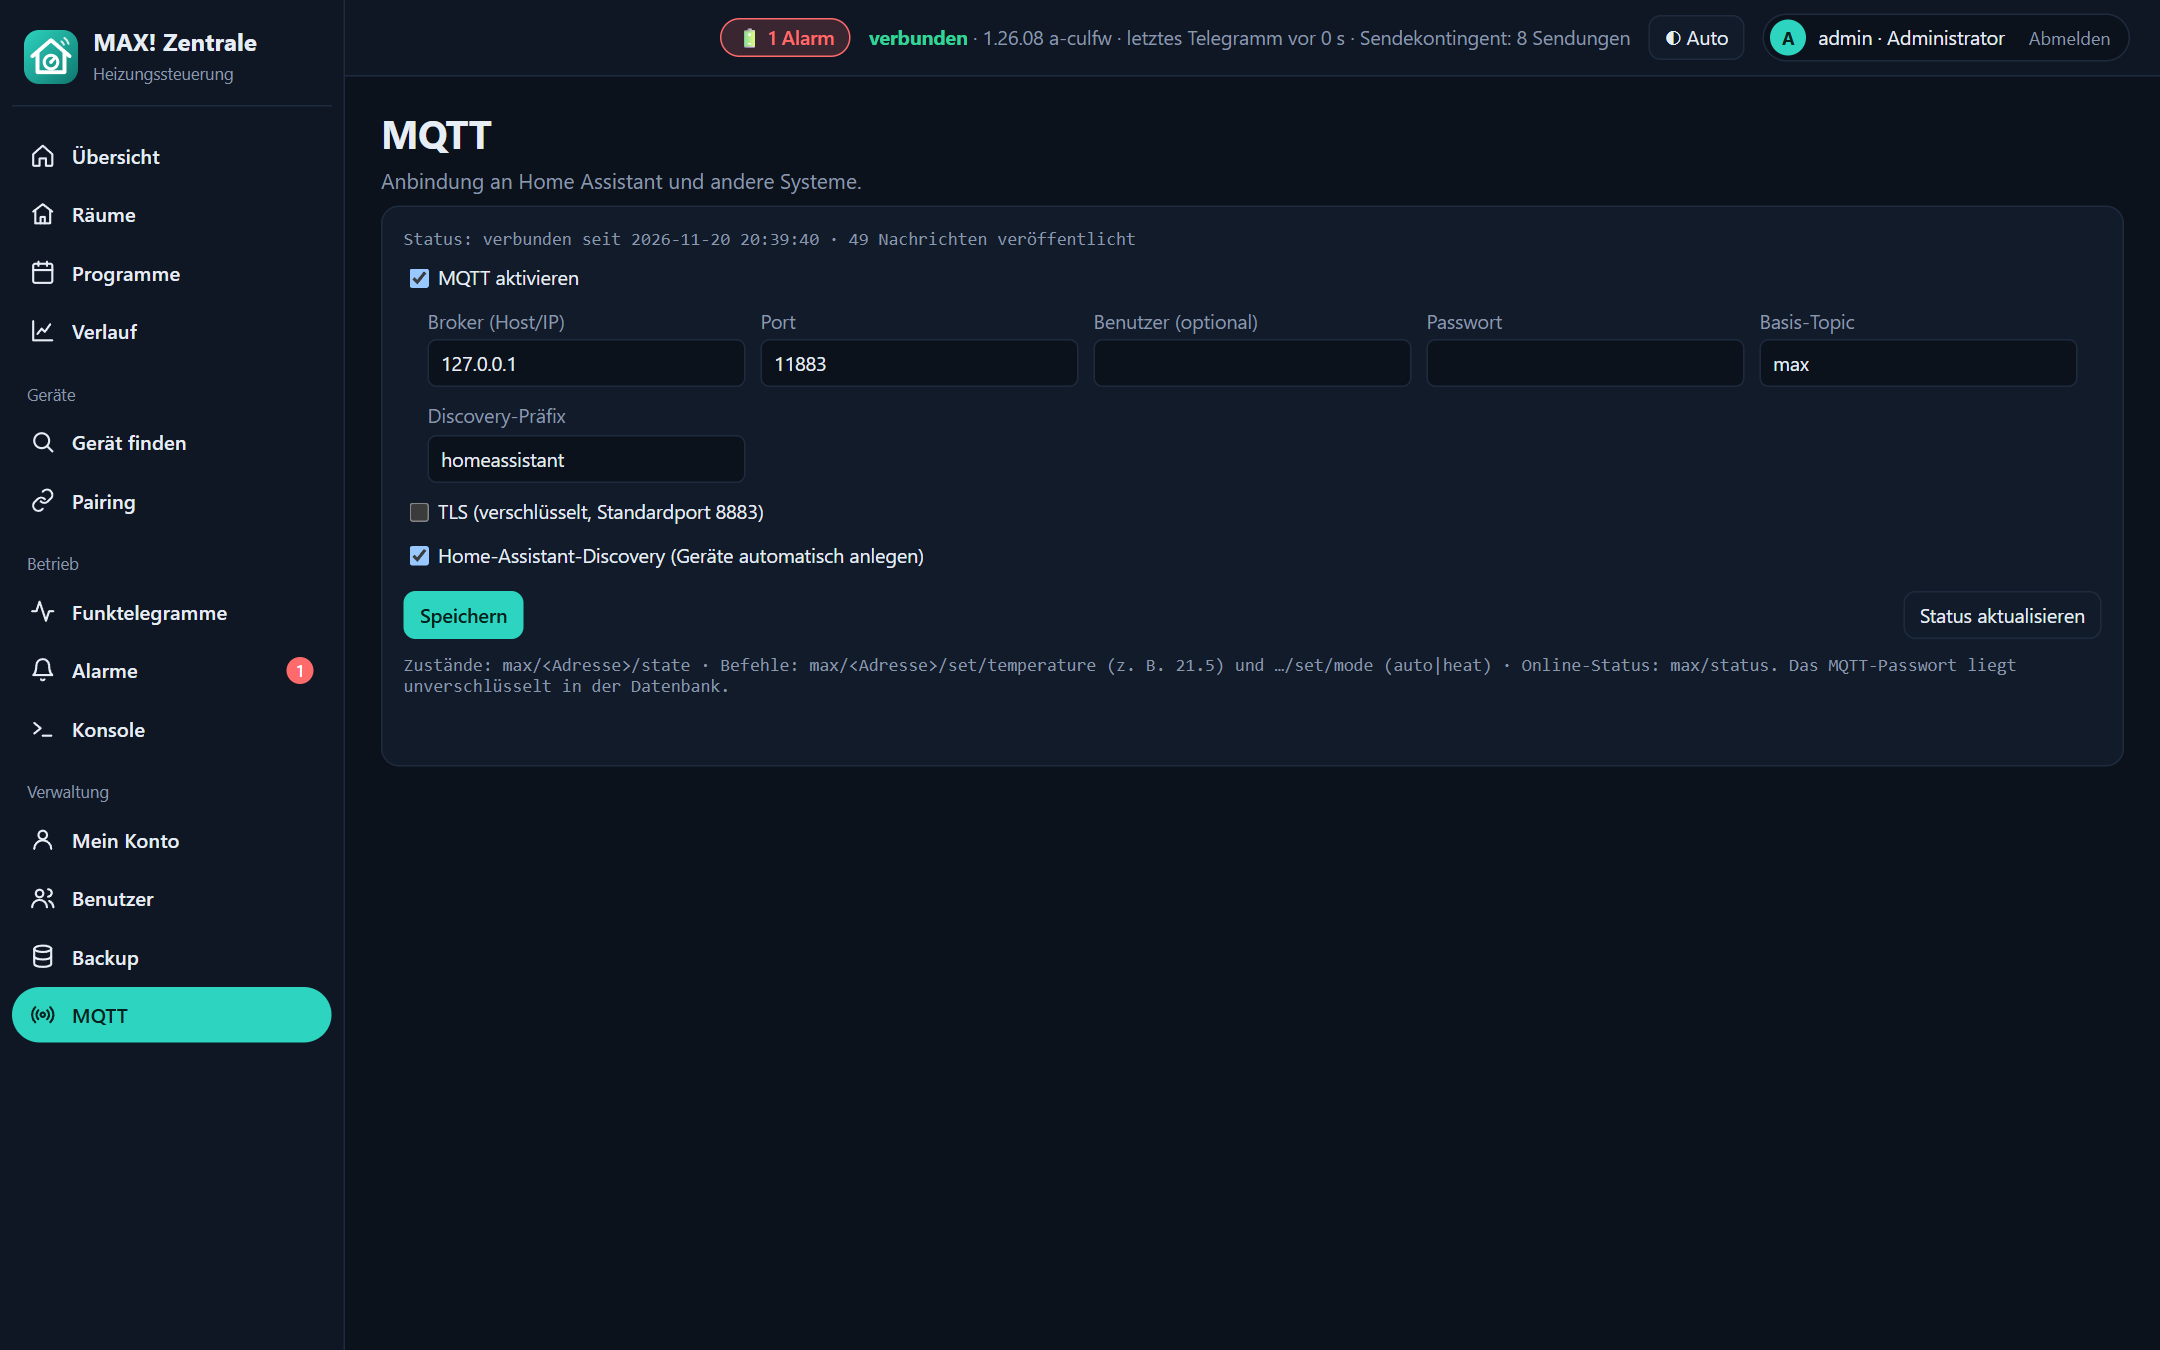 MAX! Zentrale
Heizungssteuerung
Übersicht
Räume
Programme
Verlauf
Geräte
Gerät finden
Pairing
Betrieb
Funktelegramme
Alarme 1
Konsole
Verwaltung
Mein Konto
Benutzer
Backup
MQTT
1 Alarm verbunden · 1.26.08 a-culfw · letztes Telegramm vor 0 s · Sendekontingent: 8 Sendungen Auto A admin · Administrator Abmelden
MQTT
Anbindung an Home Assistant und andere Systeme.
Status: verbunden seit 2026-11-20 20:39:40 · 49 Nachrichten veröffentlicht
MQTT aktivieren
Broker (Host/IP) Port Benutzer (optional) Passwort Basis-Topic
127.0.0.1 11883 max
Discovery-Präfix
homeassistant
TLS (verschlüsselt, Standardport 8883)
Home-Assistant-Discovery (Geräte automatisch anlegen)
Speichern Status aktualisieren
Zustände: max/<Adresse>/state · Befehle: max/<Adresse>/set/temperature (z. B. 21.5) und …/set/mode (auto|heat) · Online-Status: max/status. Das MQTT-Passwort liegt
unverschlüsselt in der Datenbank.